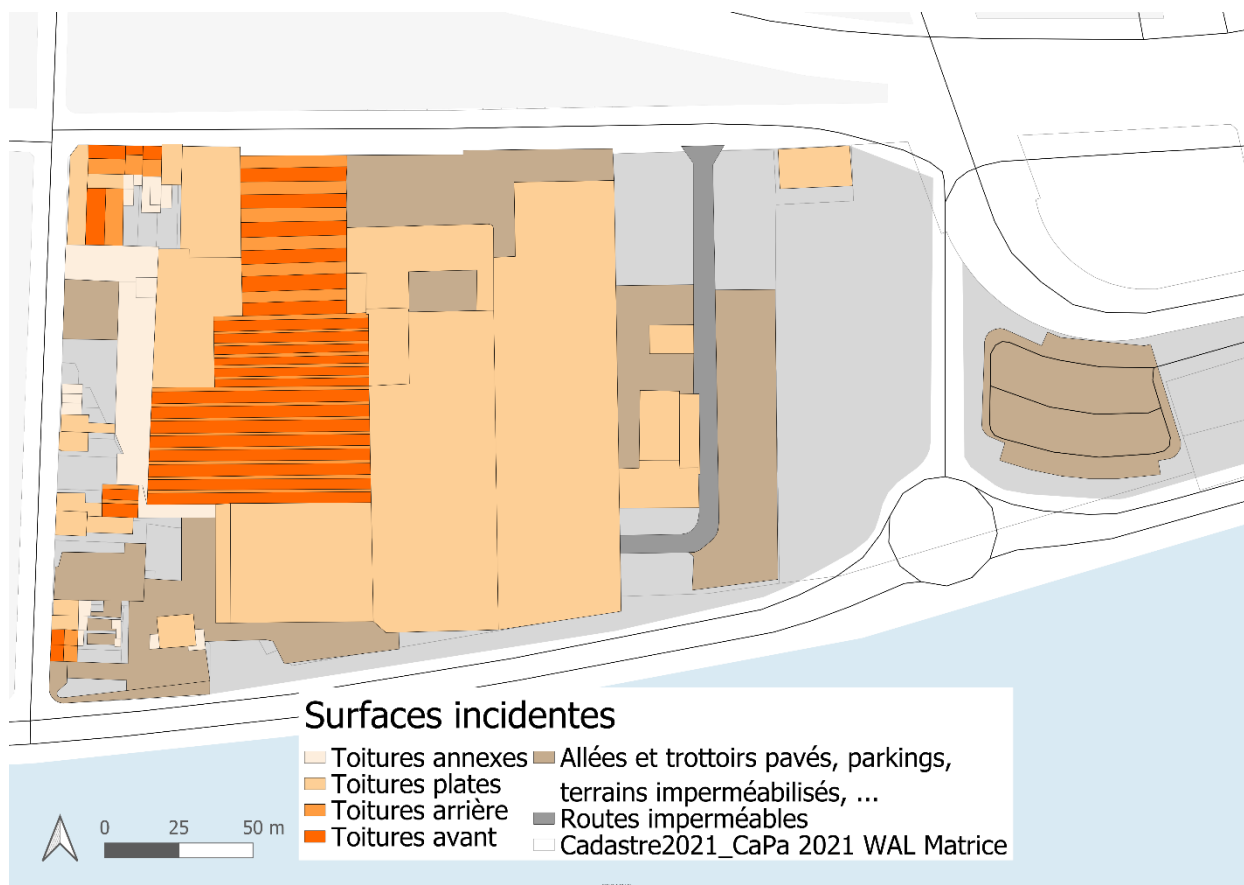 Surfaces incidentes
Toitures annexes
Toitures plates
Toitures arrière
Toitures avant
Allées et trottoirs pavés, parkings,
terrains imperméabilisés, ...
Routes imperméables
Cadastre2021_CaPa 2021 WAL Matrice
0 25 50 m